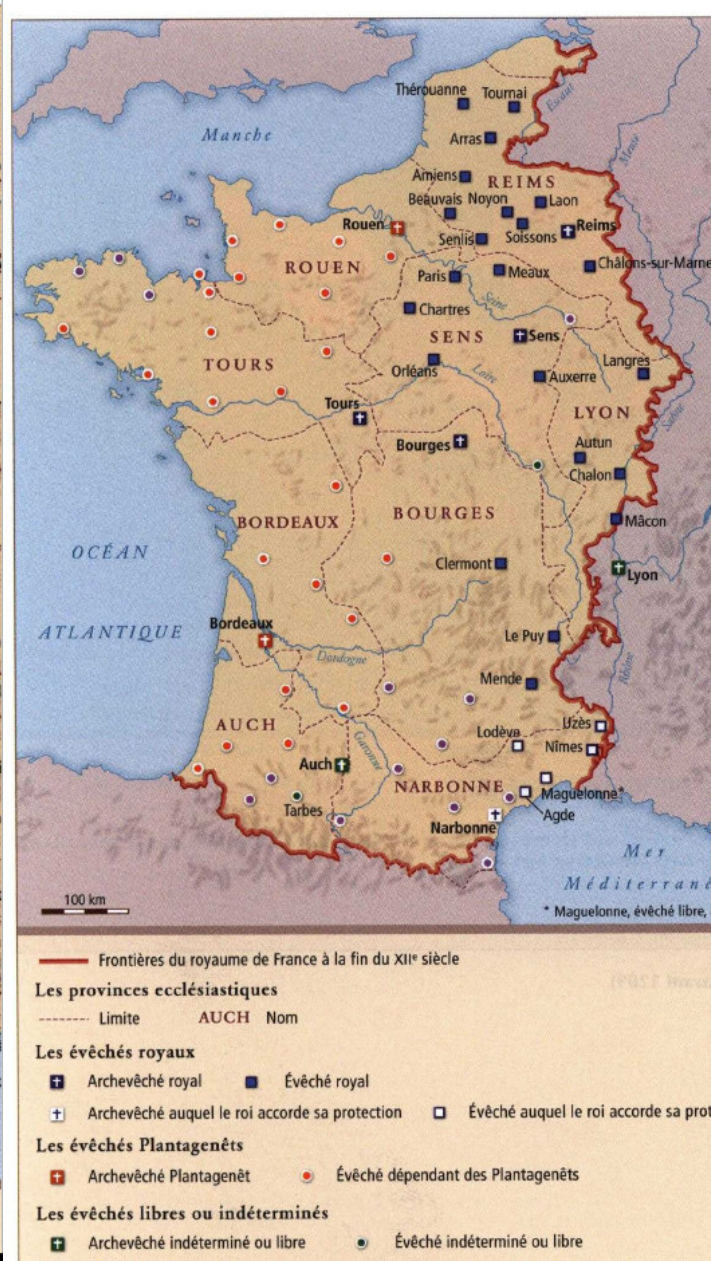 Thérouanne
Tournai
Escaut
Manche
Arras
Meuse
Amiens
REIMS
Beauvais
Noyon
Laon
Rouen
Reims
Senlis
Soissons
ROUEN
Châlons-sur-Marne
Paris
Meaux
Seine
Chartres
SENS
Sens
TOURS
Orléans
Loire
Langres
Auxerre
LYON
Tours
Saône
Bourges
Autun
Chalon
BORDEAUX
BOURGES
Mâcon
OCÉAN
ATLANTIQUE
Clermont
Lyon
Bordeaux
Le Puy
Dordogne
Rhône
Mende
AUCH
Lodève
Uzès
Garonne
Nîmes
Auch
NARBONNE
Maguelonne*
Tarbes
Agde
Narbonne
Mer
Méditerrané
100 km
* Maguelonne, évêché libre,
Frontières du royaume de France à la fin du XIIe siècle
Les provinces ecclésiastiques
Limite AUCH Nom
Les évêchés royaux
Archevêché royal Évêché royal
Archevêché auquel le roi accorde sa protection Évêché auquel le roi accorde sa prot
Les évêchés Plantagenêts
Archevêché Plantagenêt Évêché dépendant des Plantagenêts
Les évêchés libres ou indéterminés
Archevêché indéterminé ou libre Évêché indéterminé ou libre